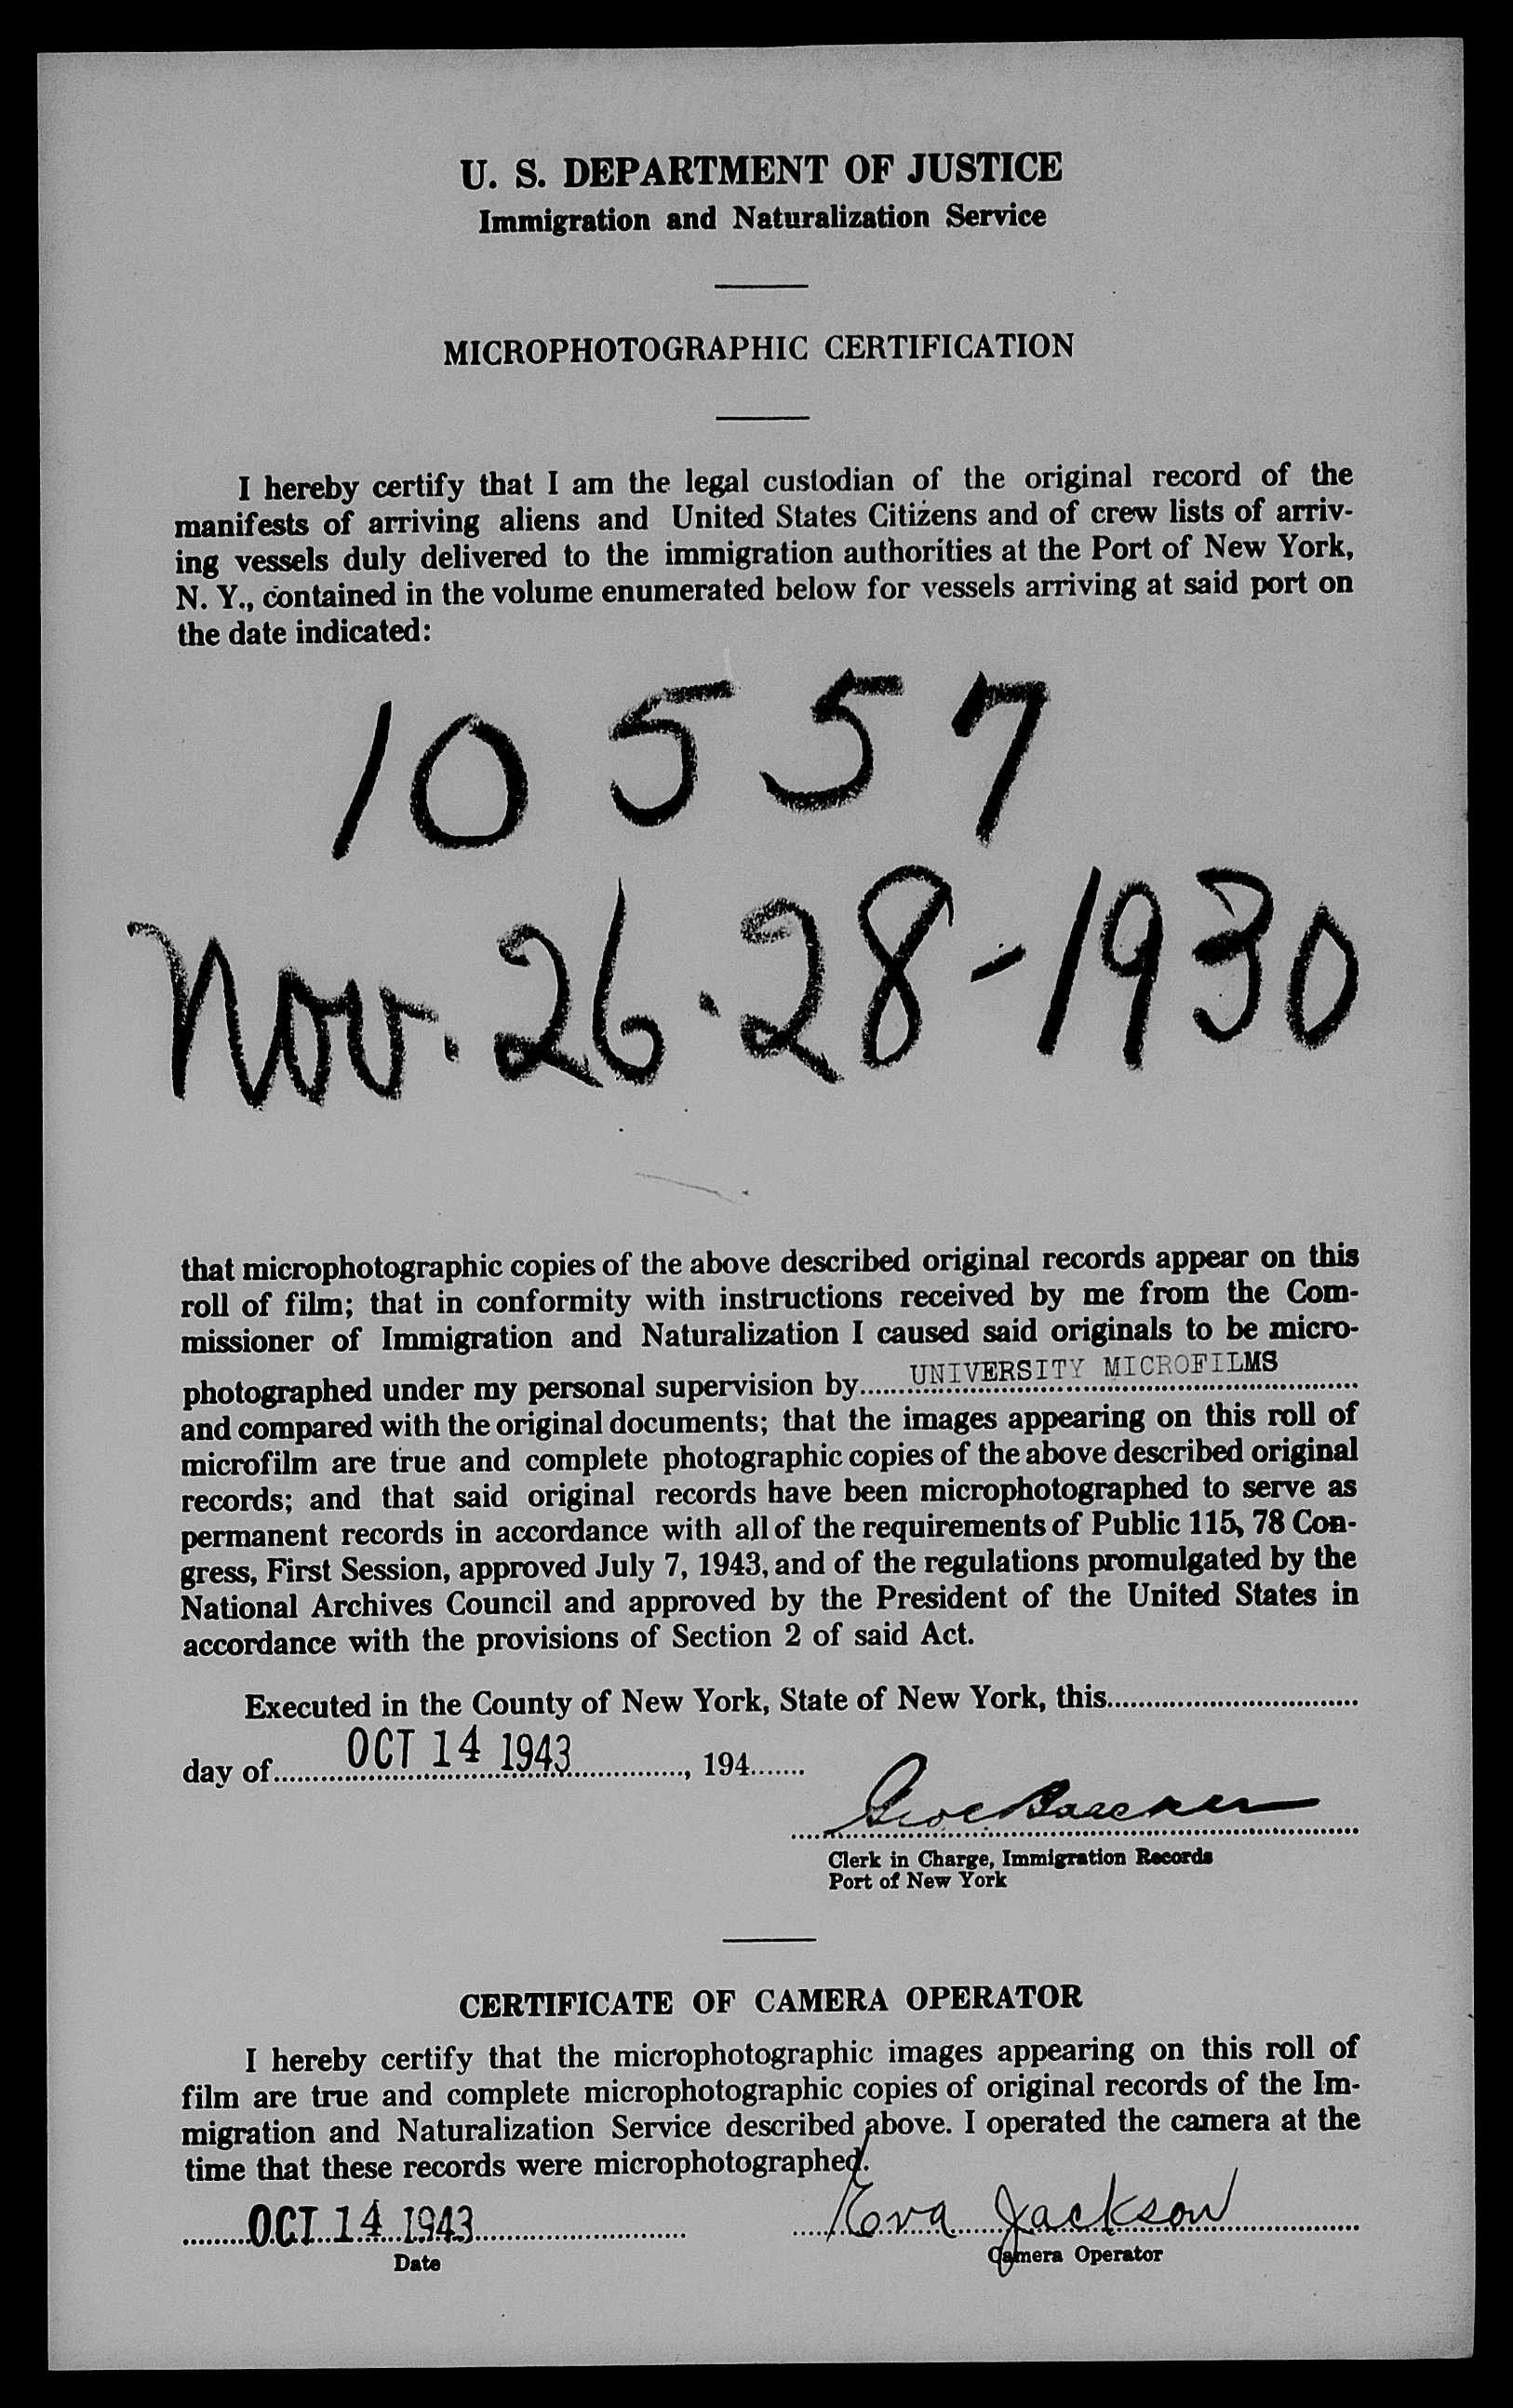 U. S. DEPARTMENT OF JUSTICE
Immigration and Naturalization Service
MICROPHOTOGRAPHIC CERTIFICATION
I hereby certify that I am the legal custodian of the original record of the
manifests of arriving aliens and United States Citizens and of crew lists of arriv-
ing vessels duly delivered to the immigration authorities at the Port of New York,
N. Y., contained in the volume enumerated below for vessels arriving at said port on
the date indicated:
10557
Nov. 26.28-1930
that microphotographic copies of the above described original records appear on this
roll of film; that in conformity with instructions received by me from the Com-
missioner of Immigration and Naturalization I caused said originals to be micro-
photographed under my personal supervision by UNIVERSITY MICROFILMS
and compared with the original documents; that the images appearing on this roll of
microfilm are true and complete photographic copies of the above described original
records; and that said original records have been microphotographed to serve as
permanent records in accordance with all of the requirements of Public 115, 78 Con-
gress, First Session, approved July 7, 1943, and of the regulations promulgated by the
National Archives Council and approved by the President of the United States in
accordance with the provisions of Section 2 of said Act.
Executed in the County of New York, State of New York, this
day of OCT 14 1943, 194
Clerk in Charge, Immigration Records
Port of New York
CERTIFICATE OF CAMERA OPERATOR
I hereby certify that the microphotographic images appearing on this roll of
film are true and complete microphotographic copies of original records of the Im-
migration and Naturalization Service described above. I operated the camera at the
time that these records were microphotographed.
OCT 14 1943 Eva Jackson
Date Camera Operator